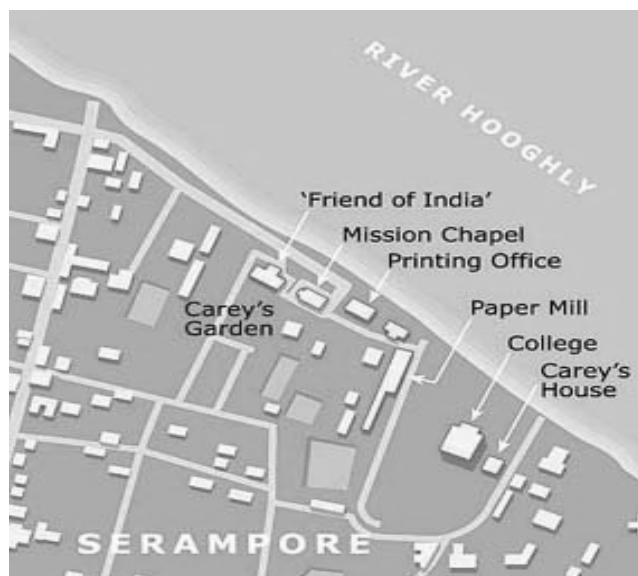 RIVER HOOGHLY
'Friend of India'
Mission Chapel
Printing Office
Carey's
Garden
Paper Mill
College
Carey's
House
SERAMPORE